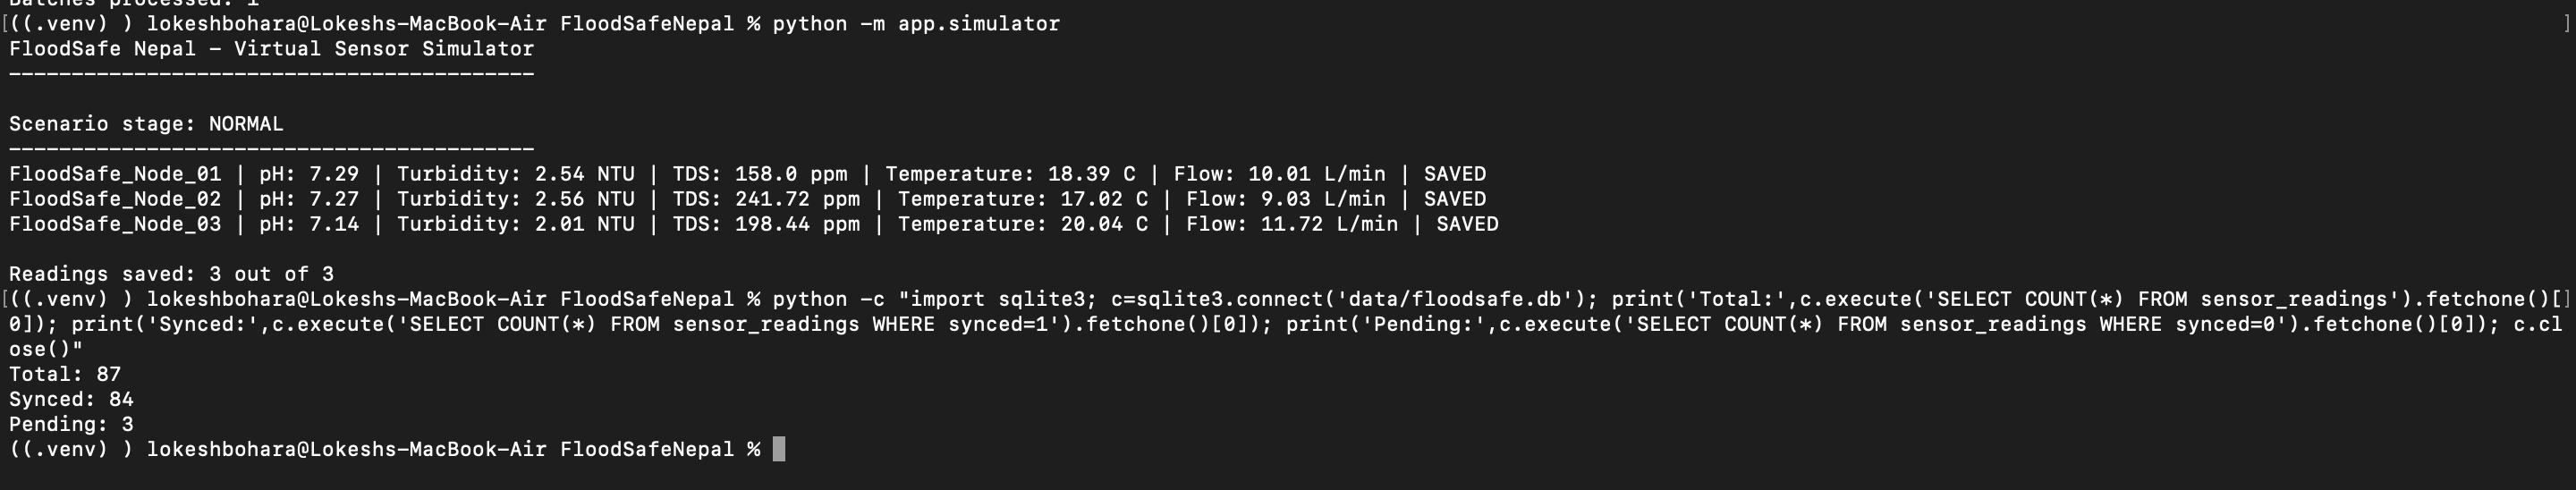 Batches processed: 1
[((.venv) ) lokeshbohara@Lokeshs-MacBook-Air FloodSafeNepal % python -m app.simulator ]
FloodSafe Nepal - Virtual Sensor Simulator
------------------------------------------
Scenario stage: NORMAL
------------------------------------------
FloodSafe_Node_01 | pH: 7.29 | Turbidity: 2.54 NTU | TDS: 158.0 ppm | Temperature: 18.39 C | Flow: 10.01 L/min | SAVED
FloodSafe_Node_02 | pH: 7.27 | Turbidity: 2.56 NTU | TDS: 241.72 ppm | Temperature: 17.02 C | Flow: 9.03 L/min | SAVED
FloodSafe_Node_03 | pH: 7.14 | Turbidity: 2.01 NTU | TDS: 198.44 ppm | Temperature: 20.04 C | Flow: 11.72 L/min | SAVED
Readings saved: 3 out of 3
[((.venv) ) lokeshbohara@Lokeshs-MacBook-Air FloodSafeNepal % python -c "import sqlite3; c=sqlite3.connect('data/floodsafe.db'); print('Total:',c.execute('SELECT COUNT(*) FROM sensor_readings').fetchone()[]
0]); print('Synced:',c.execute('SELECT COUNT(*) FROM sensor_readings WHERE synced=1').fetchone()[0]); print('Pending:',c.execute('SELECT COUNT(*) FROM sensor_readings WHERE synced=0').fetchone()[0]); c.cl
ose()"
Total: 87
Synced: 84
Pending: 3
((.venv) ) lokeshbohara@Lokeshs-MacBook-Air FloodSafeNepal %